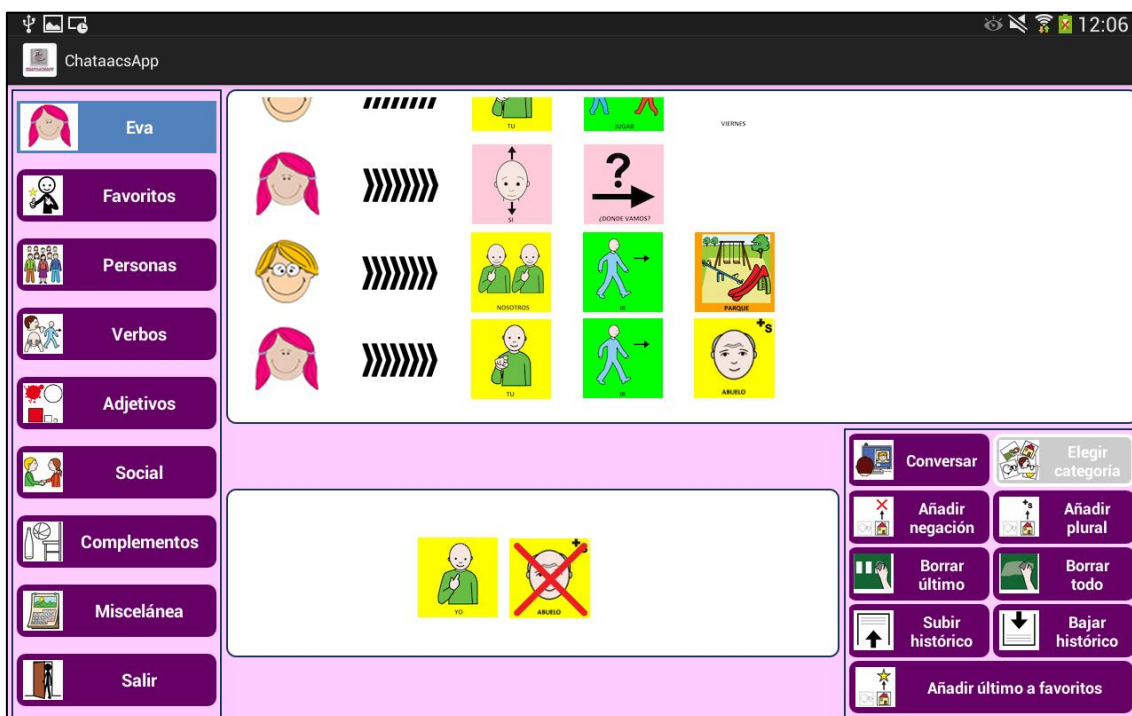 12:06
ChataacsApp
Eva
Favoritos
Personas
Verbos
Adjetivos
Social
Complementos
Miscelánea
Salir
TU
JUGAR
VIERNES
SI
¿DONDE VAMOS?
NOSOTROS
IR
PARQUE
TU
IR
+s
ABUELO
YO
+s
ABUELO
Conversar
Elegir
categoría
Añadir
negación
+s
Añadir
plural
Borrar
último
Borrar
todo
Subir
histórico
Bajar
histórico
Añadir último a favoritos